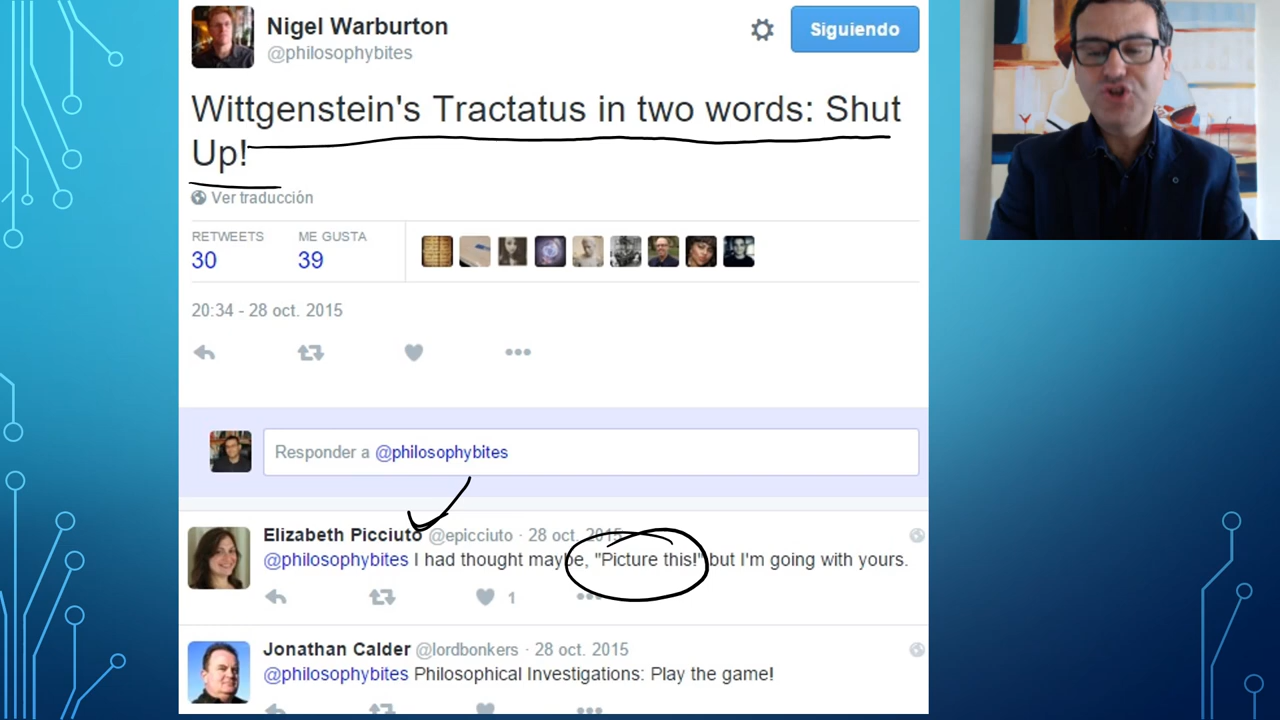 Nigel Warburton
@philosophybites
Siguiendo
Wittgenstein's Tractatus in two words: Shut
Up!
Ver traducción
RETWEETS ME GUSTA
30 39
20:34 - 28 oct. 2015
Responder a @philosophybites
Elizabeth Picciuto @epicciuto · 28 oct. 2015
@philosophybites I had thought maybe, "Picture this!" but I'm going with yours.
1
Jonathan Calder @lordbonkers · 28 oct. 2015
@philosophybites Philosophical Investigations: Play the game!